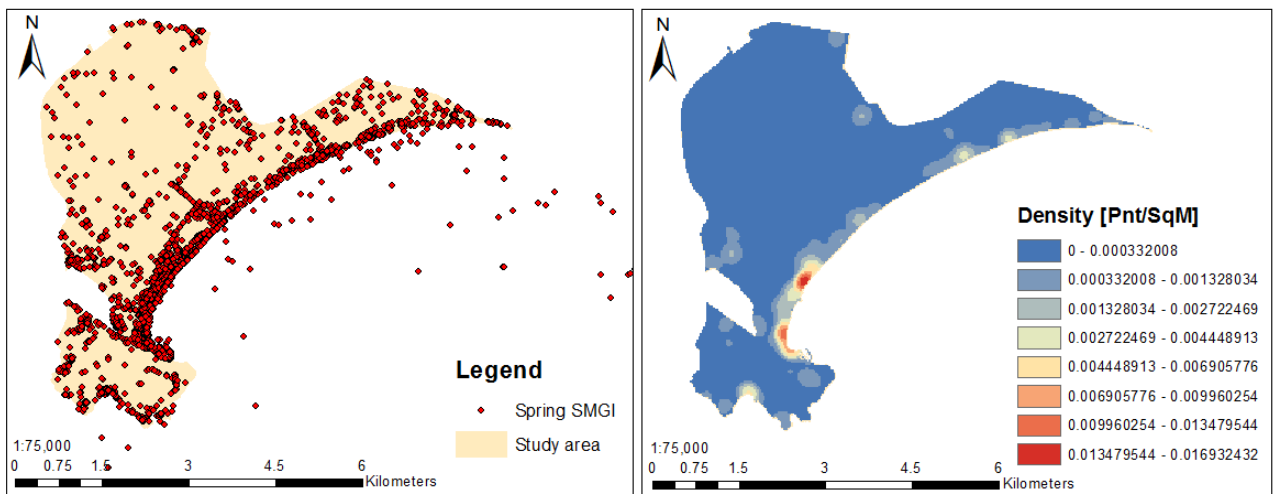 N
Legend
Spring SMGI
Study area
1:75,000
0 0.75 1.5 3 4.5 6
Kilometers
N
Density [Pnt/SqM]
0 - 0.000332008
0.000332008 - 0.001328034
0.001328034 - 0.002722469
0.002722469 - 0.004448913
0.004448913 - 0.006905776
0.006905776 - 0.009960254
0.009960254 - 0.013479544
0.013479544 - 0.016932432
1:75,000
0 0.75 1.5 3 4.5 6
Kilometers